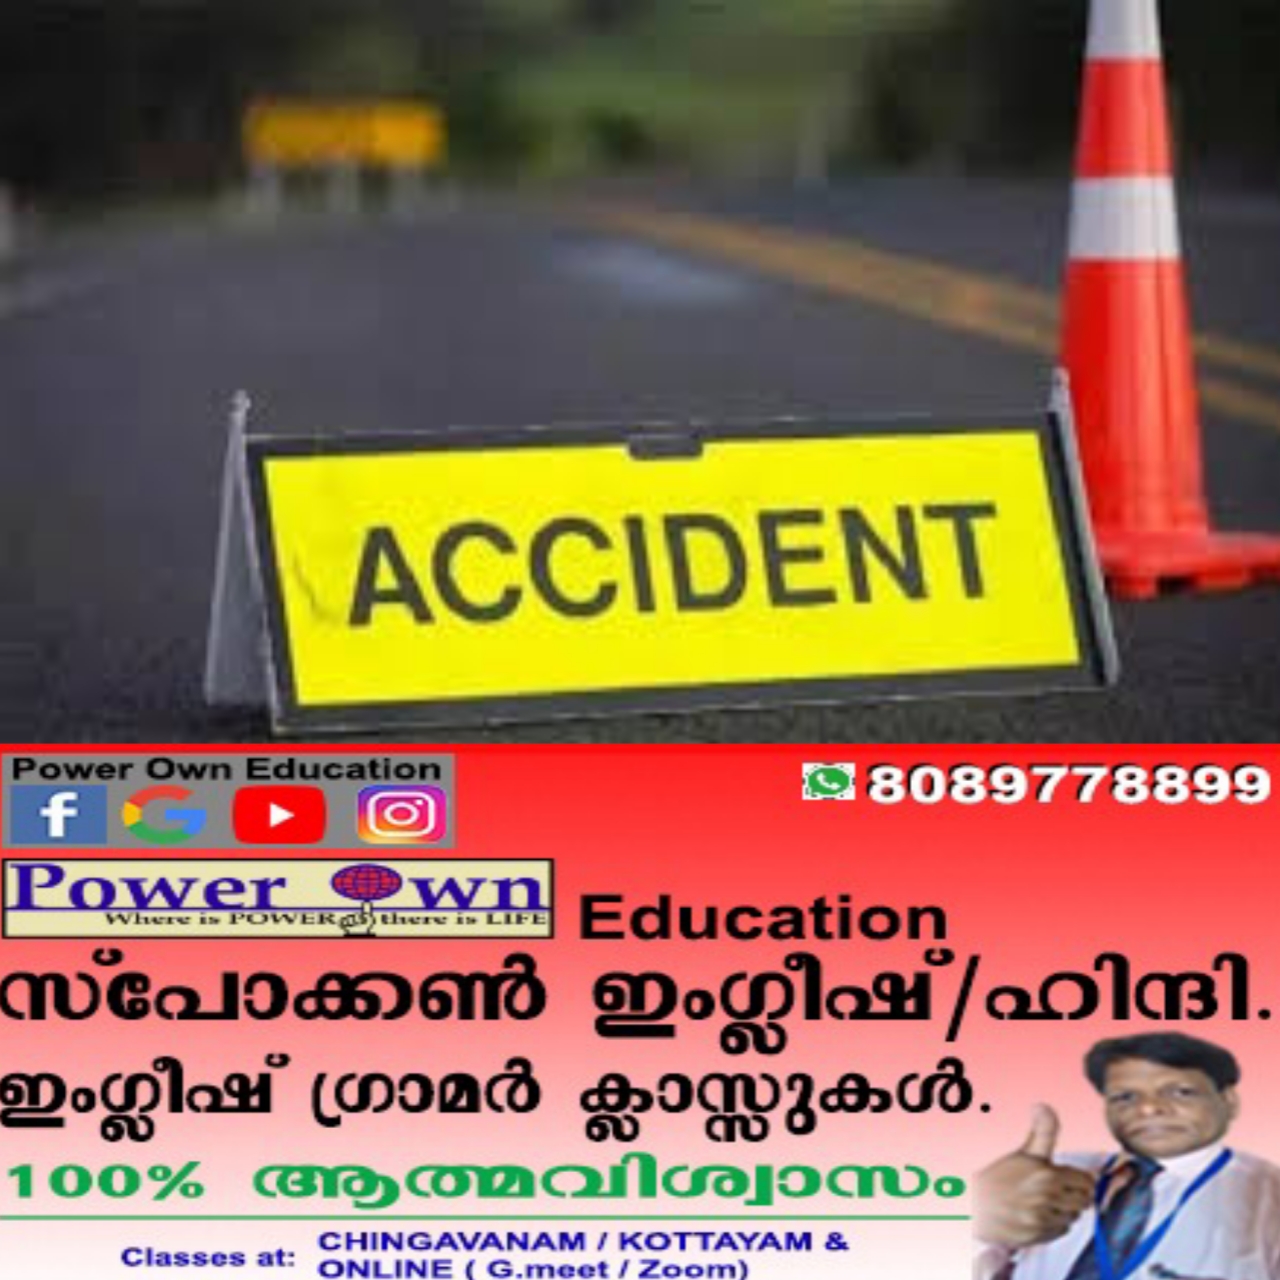 ACCIDENT
Power Own Education
8089778899
Power Own
Where is POWER there is LIFE
Education
സ്പോക്കൺ ഇംഗ്ലീഷ്/ഹിന്ദി.
ഇംഗ്ലീഷ് ഗ്രാമർ ക്ലാസ്സുകൾ.
100% ആത്മവിശ്വാസം
Classes at: CHINGAVANAM / KOTTAYAM &
ONLINE ( G.meet / Zoom)